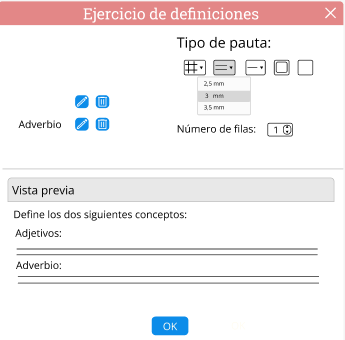 Ejercicio de definiciones
Tipo de pauta:
2,5 mm
3 mm
3,5 mm
Adverbio
Número de filas:
1
Vista previa
Define los dos siguientes conceptos:
Adjetivos:
Adverbio:
OK